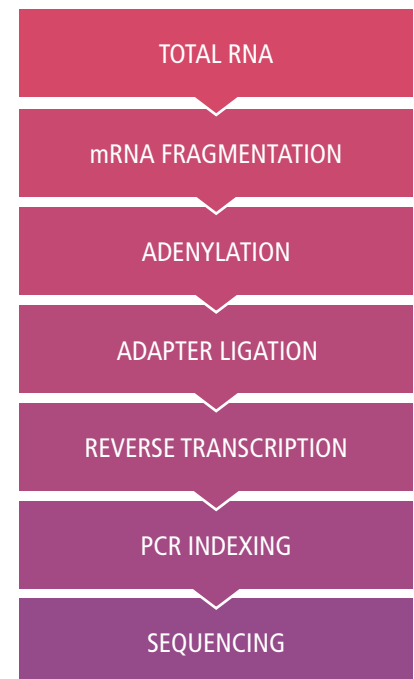 TOTAL RNA
mRNA FRAGMENTATION
ADENYLATION
ADAPTER LIGATION
REVERSE TRANSCRIPTION
PCR INDEXING
SEQUENCING